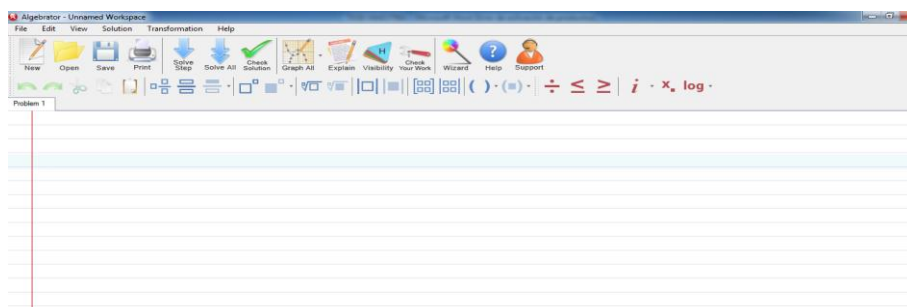 Algebrator - Unnamed Workspace
File Edit View Solution Transformation Help
New Open Save Print Solve Step Solve All Check Solution Graph All Explain Visibility Check Your Work Wizard Help Support
( ) · (=) · ÷ ≤ ≥ i · x. log ·
Problem 1